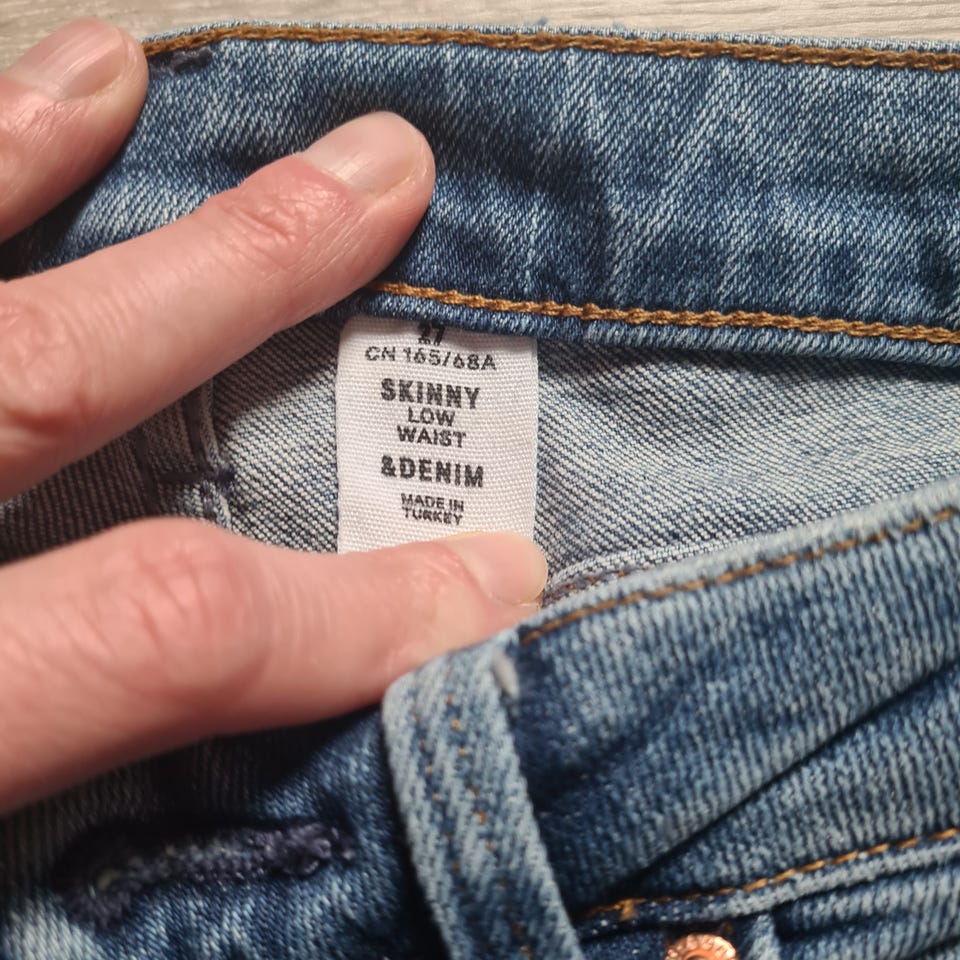 27
CN 165/68A
SKINNY
LOW
WAIST
&DENIM
MADE IN
TURKEY